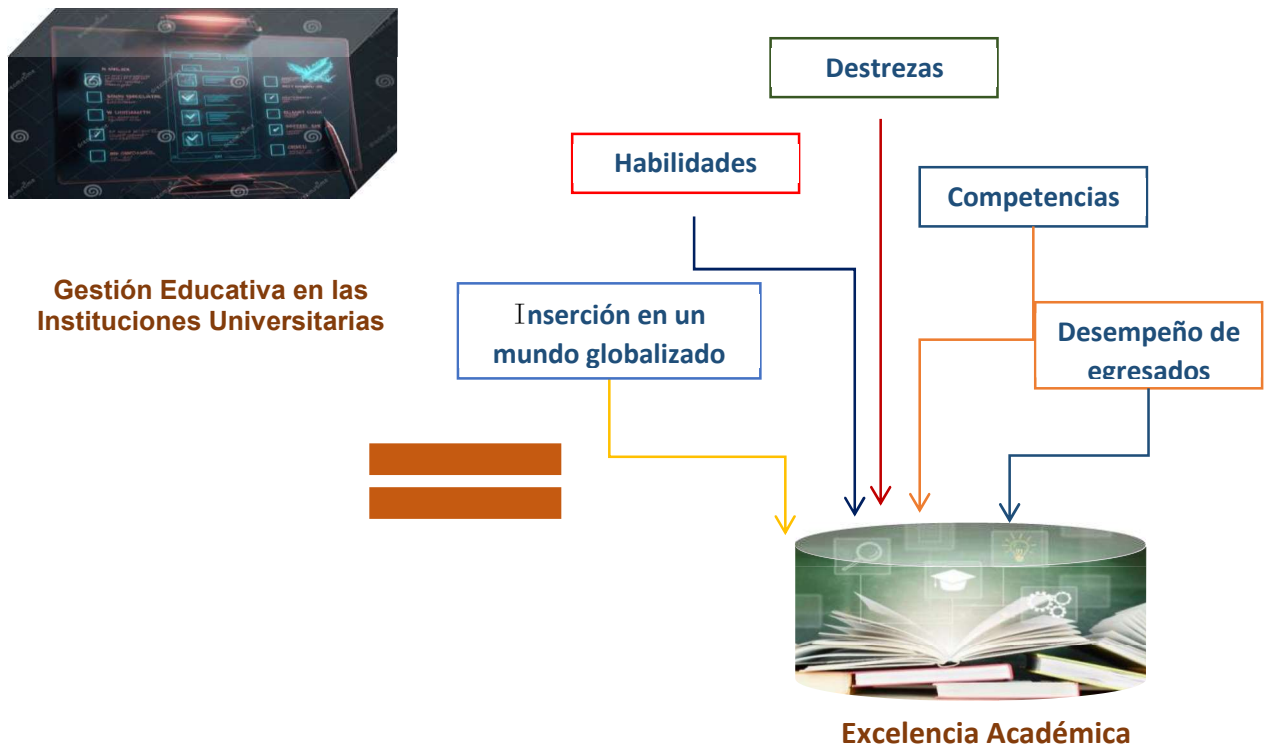 Destrezas
Habilidades
Competencias
Gestión Educativa en las
Instituciones Universitarias
Inserción en un
mundo globalizado
Desempeño de
egresados
Excelencia Académica